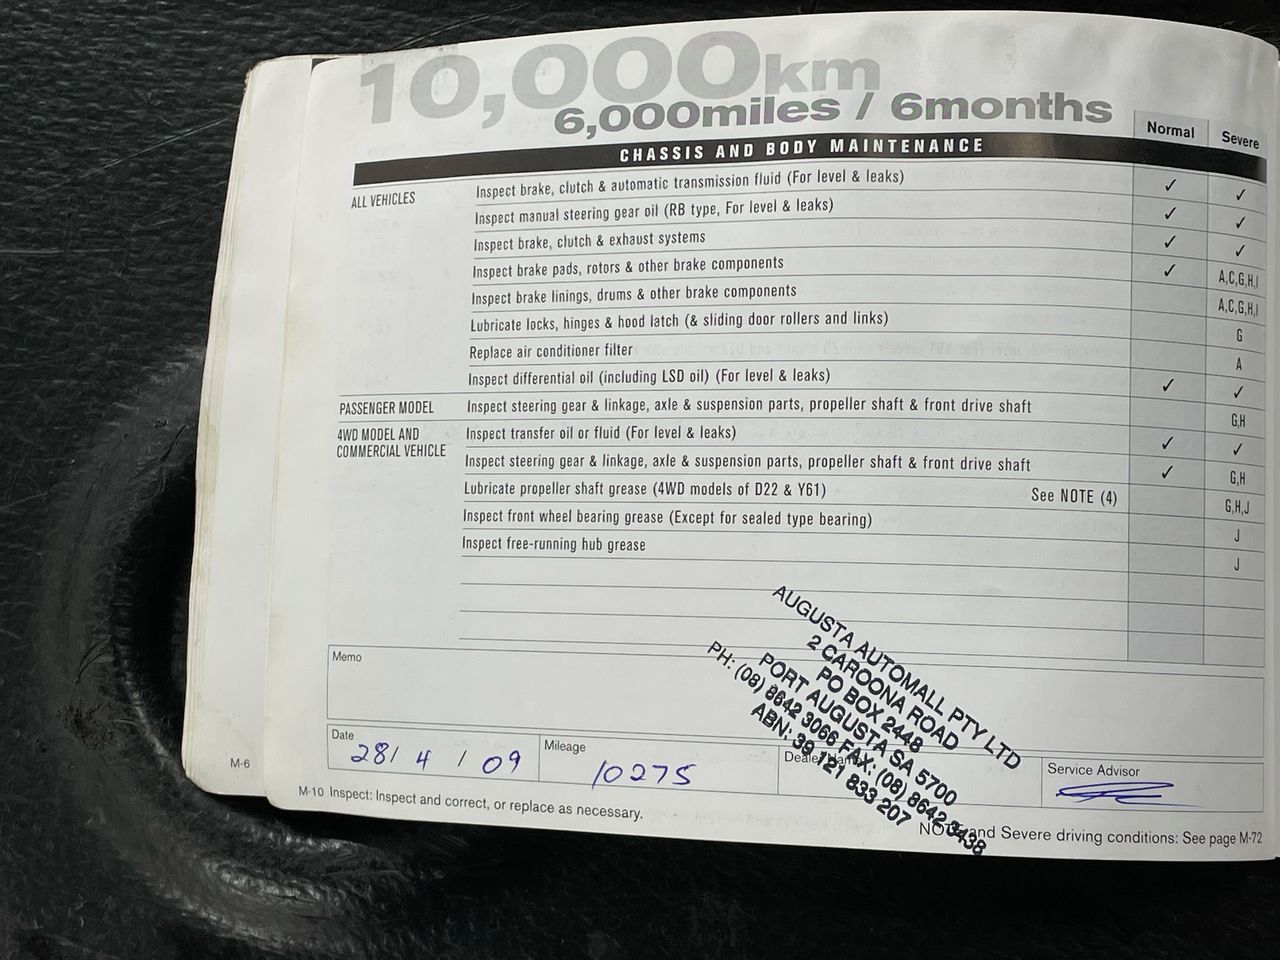 10,000km
6,000miles / 6months
Normal Severe
CHASSIS AND BODY MAINTENANCE
ALL VEHICLES Inspect brake, clutch & automatic transmission fluid (For level & leaks) ✓ ✓
Inspect manual steering gear oil (RB type, For level & leaks) ✓ ✓
Inspect brake, clutch & exhaust systems ✓ ✓
Inspect brake pads, rotors & other brake components ✓ A,C,G,H,I
Inspect brake linings, drums & other brake components A,C,G,H,I
Lubricate locks, hinges & hood latch (& sliding door rollers and links) G
Replace air conditioner filter A
Inspect differential oil (including LSD oil) (For level & leaks) ✓ ✓
PASSENGER MODEL Inspect steering gear & linkage, axle & suspension parts, propeller shaft & front drive shaft G,H
4WD MODEL AND
COMMERCIAL VEHICLE
Inspect transfer oil or fluid (For level & leaks) ✓ ✓
Inspect steering gear & linkage, axle & suspension parts, propeller shaft & front drive shaft ✓ G,H
Lubricate propeller shaft grease (4WD models of D22 & Y61) See NOTE (4) G,H,J
Inspect front wheel bearing grease (Except for sealed type bearing) J
Inspect free-running hub grease J
AUGUSTA AUTOMALL PTY LTD
2 CAROONA ROAD
PO BOX 2448
PORT AUGUSTA SA 5700
PH: (08) 8642 3066 FAX: (08) 8642 3438
ABN: 39 121 833 207
Memo
Date 28/4/09
Mileage 10275
Dealer Name
Service Advisor
M-6
M-10 Inspect: Inspect and correct, or replace as necessary.
and Severe driving conditions: See page M-72